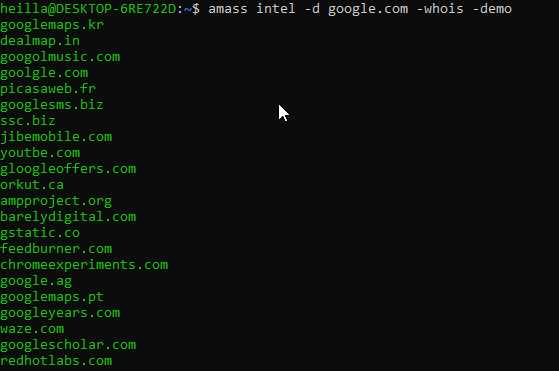 heilla@DESKTOP-6RE722D:~$ amass intel -d google.com -whois -demo
googlemaps.kr
dealmap.in
googolmusic.com
goolgle.com
picasaweb.fr
googlesms.biz
ssc.biz
jibemobile.com
youtbe.com
gloogleoffers.com
orkut.ca
ampproject.org
barelydigital.com
gstatic.co
feedburner.com
chromeexperiments.com
google.ag
googlemaps.pt
googleyears.com
waze.com
googlescholar.com
redhotlabs.com